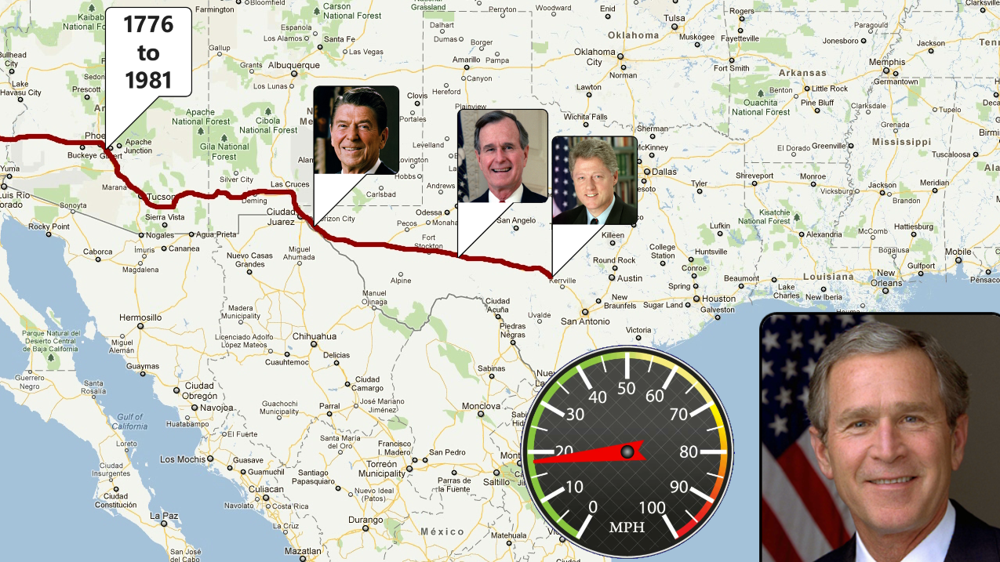 1776
to
1981
Farmington
Bloomfield
Carson
National Forest
Grassland
Perryton
Woodward
Enid
Tulsa
Rogers
Paragould
Clarksville
Kaibab
Dalhart
Dumas
Borger
Pampa
Oklahoma
Muskogee
Fayetteville
Jonesboro
Jackson
Gallup
Espanola
Los Alamos
Santa Fe
Las Vegas
Grants
Albuquerque
Amarillo
Canyon
Oklahoma
City
Norman
Fort Smith
Arkansas
Memphis
Germantown
Bullhead
City
Lake
Havasu City
Prescott
Los Lunas
Clovis
Portales
Hereford
Plainview
Lawton
Wichita Falls
Ouachita
National Forest
Benton
Little Rock
Pine Bluff
Clarksdale
Tupelo
Grenada
Apache
National Forest
Cibola
National Forest
Gila National
Forest
Levelland
Lovington
Hobbs
Andrews
Carlsbad
Sherman
McKinney
Dallas
El Dorado
Greenville
Mississippi
Tuscaloosa
Buckeye
Gilbert
Apache
Junction
Silver City
Las Cruces
Deming
Tyler
Shreveport
Monroe
Vicksburg
Jackson
Brandon
Meridian
Yuma
Marana
Tucson
Sierra Vista
Sonoyta
Rocky Point
Nogales
Agua Prieta
Ciudad
Juarez
Horizon City
Pecos
Odessa
Monahans
San Angelo
Fort
Stockton
Killeen
Lufkin
Kisatchie
National Forest
Alexandria
McComb
Hattiesburg
Caborca
Imuris
Cananea
Magdalena
Nuevo Casas
Grandes
Miguel
Ahumada
Alpine
Manuel
Ojinaga
Kerrville
Round Rock
Austin
College
Station
Huntsville
Conroe
Spring
Beaumont
Lake
Charles
Louisiana
New Iberia
Bogalusa
New
Orleans
Gulfport
Mobile
Pensaco
Hermosillo
Madera
Municipality
Ciudad
Acuña
Piedras
Negras
Uvalde
New
Braunfels
San Antonio
Sugar Land
Houston
Galveston
Houma
Victoria
Parque Natural del
Desierto Central
de Baja California
Miguel
Alemán
Licenciado Adolfo
López Mateos
Chihuahua
Cuauhtemoc
Delicias
Guerrero
Negro
Santa
Rosalía
Guaymas
Ciudad
Obregón
Navojoa
Huatabampo
Guachochi
Municipality
Parral
Ciudad
Camargo
José Mariano
Jiménez
Sabinas
Monclova
Gulf of
California
Loreto
El Fuerte
Los Mochis
Guasave
Guamuchil
Santa María
del Oro
Francisco
I. Madero
San Pedro
Torreón
Municipality
Parras de
la Fuente
Saltillo
Ciudad
Insurgentes
Ciudad
Constitución
Culiacan
Navolato
Costa Rica
Santiago
Papasquiaro
Nuevo Ideal
(Patos)
La Paz
La Cruz
Durango
México
Matehuala
San José
del Cabo
Mazatlan
0
10
20
30
40
50
60
70
80
90
100
MPH